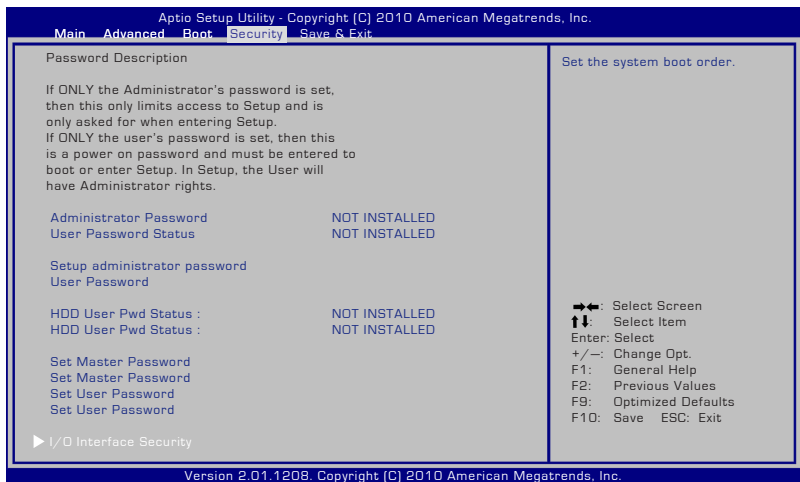 Aptio Setup Utility - Copyright (C) 2010 American Megatrends, Inc.
Main Advanced Boot Security Save & Exit
Password Description
If ONLY the Administrator's password is set,
then this only limits access to Setup and is
only asked for when entering Setup.
If ONLY the user's password is set, then this
is a power on password and must be entered to
boot or enter Setup. In Setup, the User will
have Administrator rights.
Administrator Password NOT INSTALLED
User Password Status NOT INSTALLED
Setup administrator password
User Password
HDD User Pwd Status : NOT INSTALLED
HDD User Pwd Status : NOT INSTALLED
Set Master Password
Set Master Password
Set User Password
Set User Password
▶ I/O Interface Security
Set the system boot order.
→←: Select Screen
↑↓: Select Item
Enter: Select
+/—: Change Opt.
F1: General Help
F2: Previous Values
F9: Optimized Defaults
F10: Save ESC: Exit
Version 2.01.1208. Copyright (C) 2010 American Megatrends, Inc.